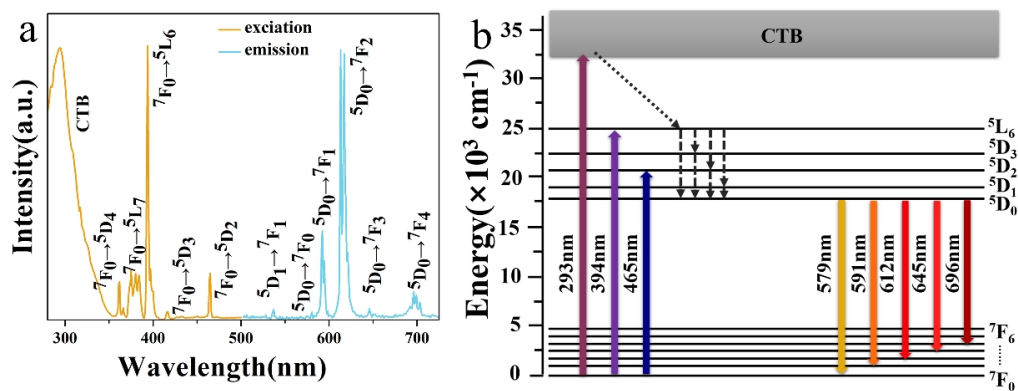 a
exciation
emission
CTB
⁷F₀→⁵D₄
⁷F₀→⁵L₇
⁷F₀→⁵L₆
⁷F₀→⁵D₃
⁷F₀→⁵D₂
⁵D₁→⁷F₁
⁵D₀→⁷F₀
⁵D₀→⁷F₁
⁵D₀→⁷F₂
⁵D₀→⁷F₃
⁵D₀→⁷F₄
Intensity(a.u.)
300 400 500 600 700
Wavelength(nm)
b
Energy(×10³ cm⁻¹)
35
30
25
20
15
10
5
0
CTB
⁵L₆
⁵D₃
⁵D₂
⁵D₁
⁵D₀
293nm
394nm
465nm
579nm
591nm
612nm
645nm
696nm
⁷F₆
......
⁷F₀